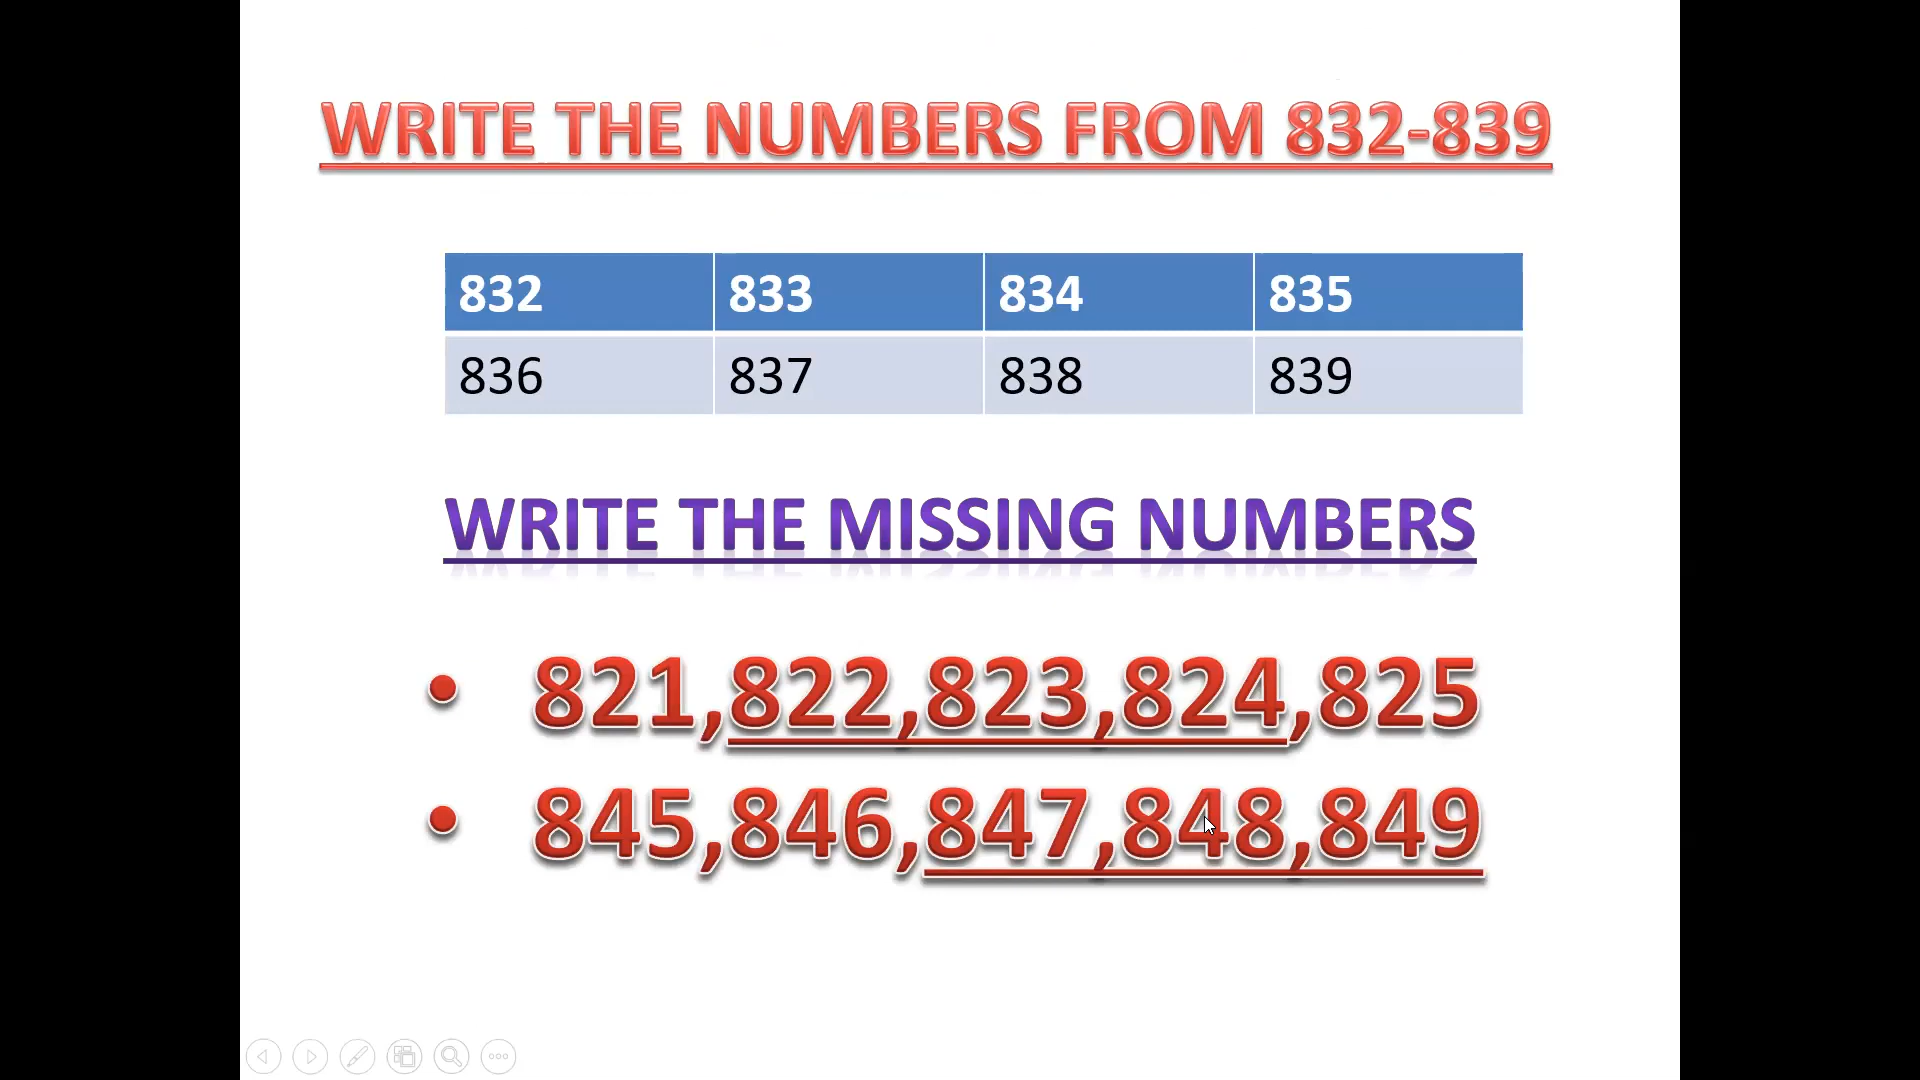 WRITE THE NUMBERS FROM 832-839
832 833 834 835
836 837 838 839
WRITE THE MISSING NUMBERS
• 821,822,823,824,825
• 845,846,847,848,849